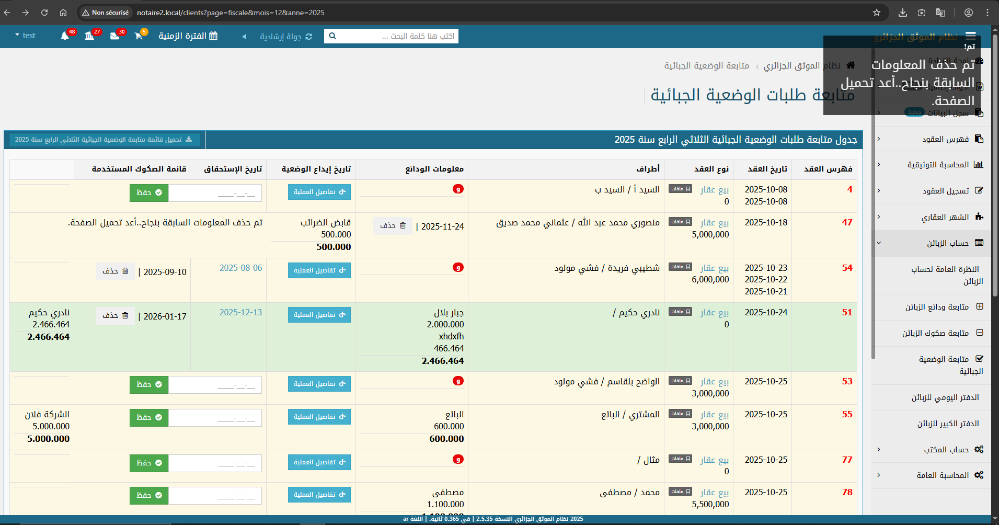 Non sécurisé
notaire2.local/clients?page=fiscale&mois=12&anne=2025
نظام الموثق الجزائري
اكتب هنا كلمة البحث ...
جولة إرشادية
الفترة الزمنية
5
30
27
48
test
تم!
تم حذف المعلومات
السابقة بنجاح..أعد تحميل
الصفحة.
نظام الموثق الجزائري
متابعة الوضعية الجبائية
متابعة طلبات الوضعية الجبائية
سجل البيانات جديد
فهرس العقود
المحاسبة التوثيقية
تسجيل العقود
الشهر العقاري
حساب الزبائن
النظرة العامة لحساب
الزبائن
متابعة ودائع الزبائن
متابعة صكوك الزبائن
متابعة الوضعية
الجبائية
الدفتر اليومي للزبائن
الدفتر الكبير للزبائن
حساب المكتب
المحاسبة العامة
جدول متابعة طلبات الوضعية الجبائية الثلاثي الرابع سنة 2025
تحميل قائمة متابعة الوضعية الجبائية الثلاثي الرابع سنة 2025
فهرس العقد تاريخ العقد نوع العقد أطراف معلومات الودائع تاريخ إيداع الوضعية تاريخ الإستحقاق قائمة الصكوك المستخدمة
4 2025-10-08 بيع عقار ملفات السيد أ / السيد ب و تفاصيل العملية ____-__-__ حفظ
2025-10-08 0
47 2025-10-18 بيع عقار ملفات منصوري محمد عبد الله / عثماني محمد صديق 2025-11-24 | حذف قابض الضرائب تم حذف المعلومات السابقة بنجاح..أعد تحميل الصفحة.
5,000,000 500.000
500.000
54 2025-10-23 بيع عقار ملفات شطيبي فريدة / فشي مولود و تفاصيل العملية 2025-08-06 2025-09-10 | حذف
2025-10-22 6,000,000
2025-10-21
51 2025-10-24 بيع عقار ملفات نادري حكيم / جبار بلال تفاصيل العملية 2025-12-13 2026-01-17 | حذف نادري حكيم
0 2.000.000 2.466.464
xhdxfh 2.466.464
466.464
2.466.464
53 2025-10-25 بيع عقار ملفات الواضح بلقاسم / فشي مولود و تفاصيل العملية ____-__-__ حفظ
3,000,000
55 2025-10-25 بيع عقار ملفات المشتري / البائع البائع تفاصيل العملية ____-__-__ حفظ الشركة فلان
3,000,000 600.000 5.000.000
600.000 5.000.000
77 2025-10-25 بيع عقار ملفات مثال / و تفاصيل العملية ____-__-__ حفظ
0
78 2025-10-25 بيع عقار ملفات محمد / مصطفى مصطفى تفاصيل العملية ____-__-__ حفظ
5,500,000 1.100.000
2025 نظام الموثق الجزائري النسخة 2.5.35 | في 0.365 ثانية. | اللغة ar